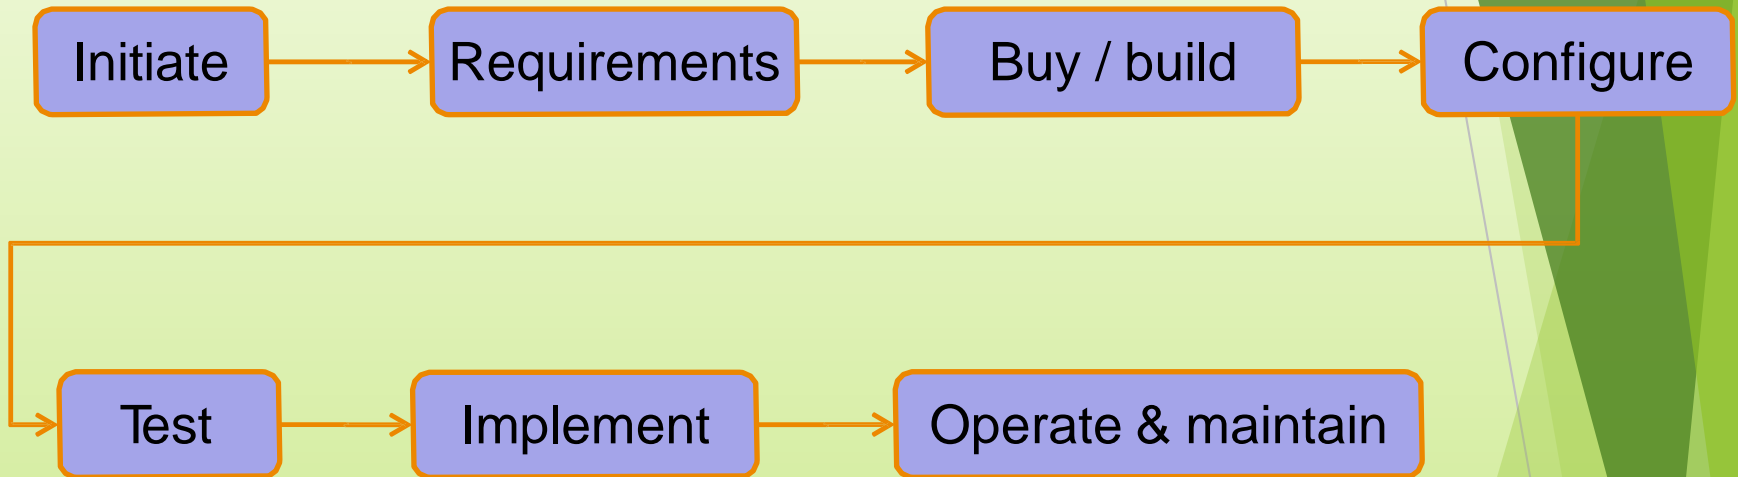 Initiate
Requirements
Buy / build
Configure
Test
Implement
Operate & maintain